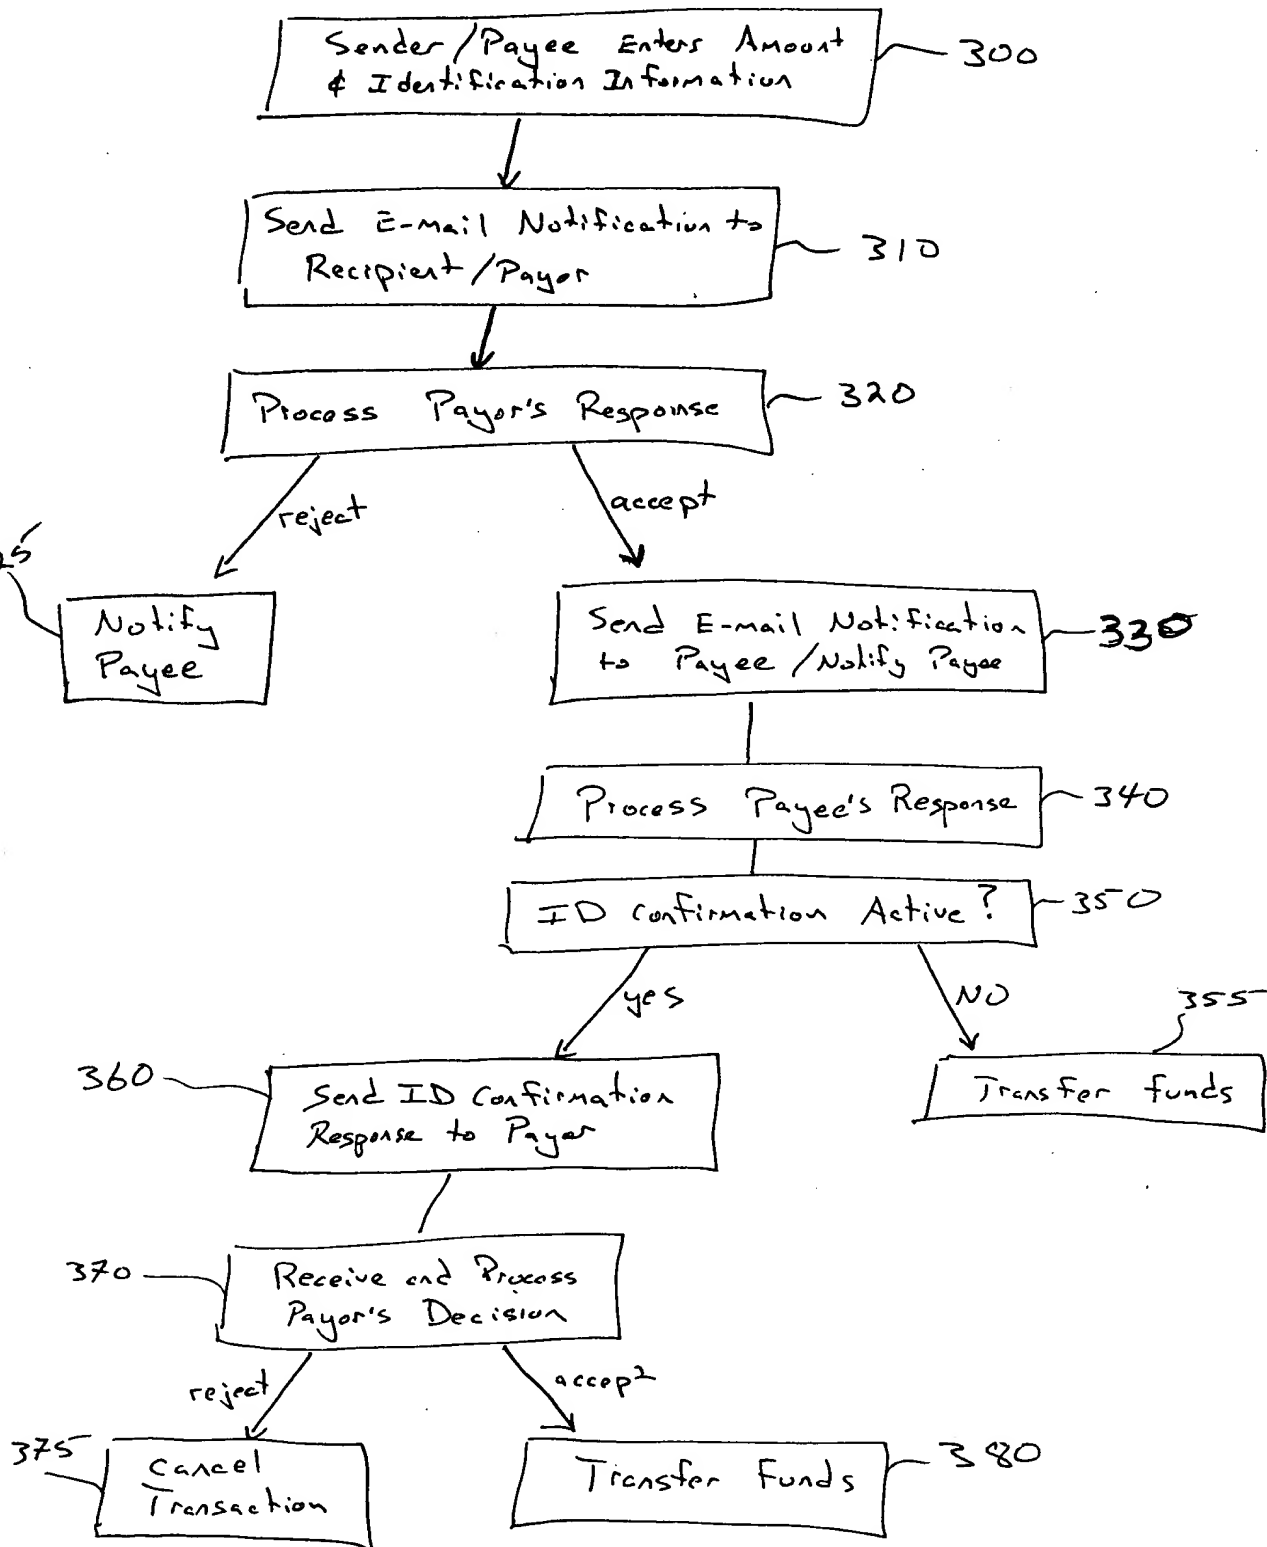 Sender/Payee Enters Amount
& Identification Information
300
Send E-mail Notification to
Recipient/Payor
310
Process Payor's Response
320
reject
accept
25
Notify
Payee
Send E-mail Notification
to Payee/Notify Payee
330
Process Payee's Response
340
ID Confirmation Active?
350
yes
NO
355
360
Send ID Confirmation
Response to Payor
Transfer funds
370
Receive and Process
Payor's Decision
reject
accept
375
Cancel
Transaction
Transfer Funds
380